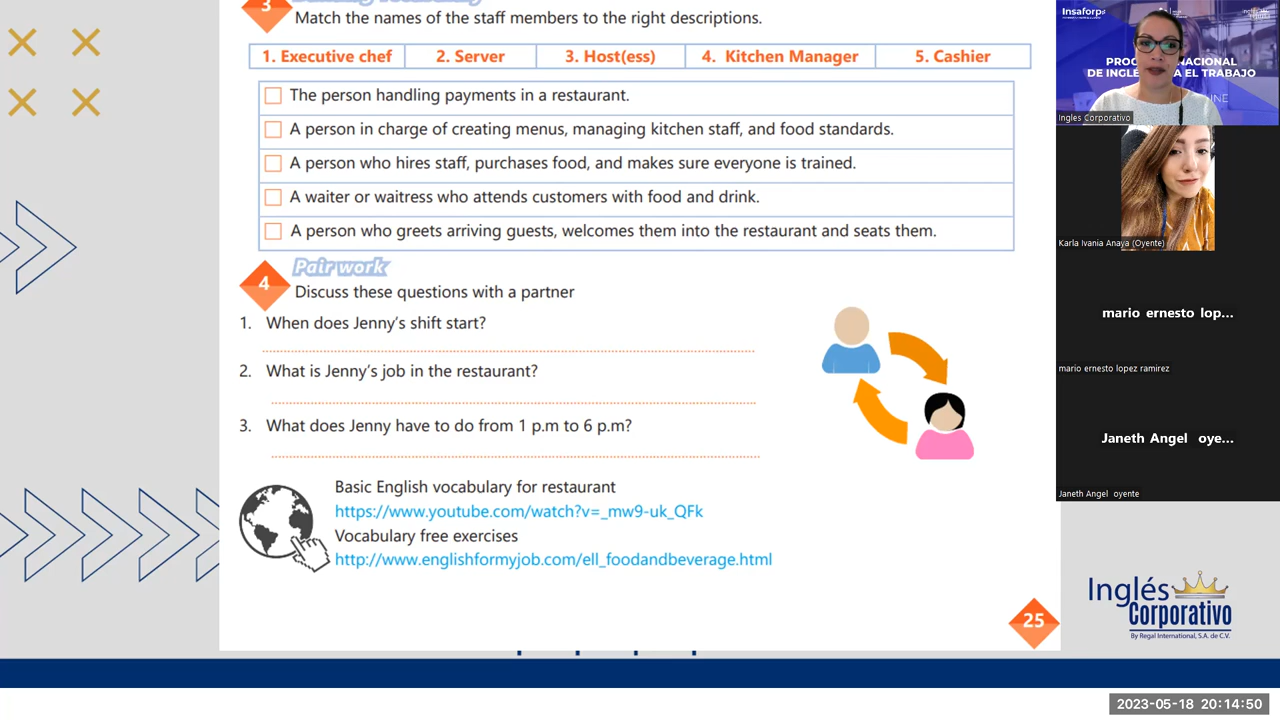 3
Match the names of the staff members to the right descriptions.
1. Executive chef
2. Server
3. Host(ess)
4. Kitchen Manager
5. Cashier
The person handling payments in a restaurant.
A person in charge of creating menus, managing kitchen staff, and food standards.
A person who hires staff, purchases food, and makes sure everyone is trained.
A waiter or waitress who attends customers with food and drink.
A person who greets arriving guests, welcomes them into the restaurant and seats them.
Pair work
4
Discuss these questions with a partner
1. When does Jenny's shift start?
2. What is Jenny's job in the restaurant?
3. What does Jenny have to do from 1 p.m to 6 p.m?
Basic English vocabulary for restaurant
https://www.youtube.com/watch?v=_mw9-uk_QFk
Vocabulary free exercises
http://www.englishformyjob.com/ell_foodandbeverage.html
25
Insaforp
Ingles Corporativo
Karla Ivania Anaya (Oyente)
mario ernesto lop...
mario ernesto lopez ramirez
Janeth Angel oye...
Janeth Angel oyente
Inglés
Corporativo
By Regal International, S.A. de C.V.
2023-05-18 20:14:50